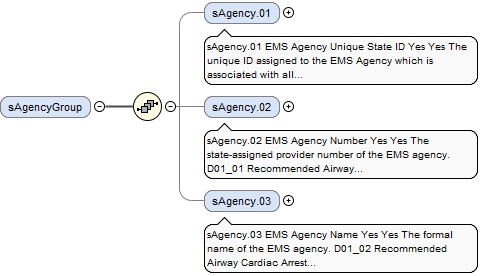 sAgency.01
sAgency.01 EMS Agency Unique State ID Yes Yes The
unique ID assigned to the EMS Agency which is
associated with all...
sAgencyGroup
sAgency.02
sAgency.02 EMS Agency Number Yes Yes The
state-assigned provider number of the EMS agency.
D01_01 Recommended Airway...
sAgency.03
sAgency.03 EMS Agency Name Yes Yes The formal
name of the EMS agency. D01_02 Recommended
Airway Cardiac Arrest...